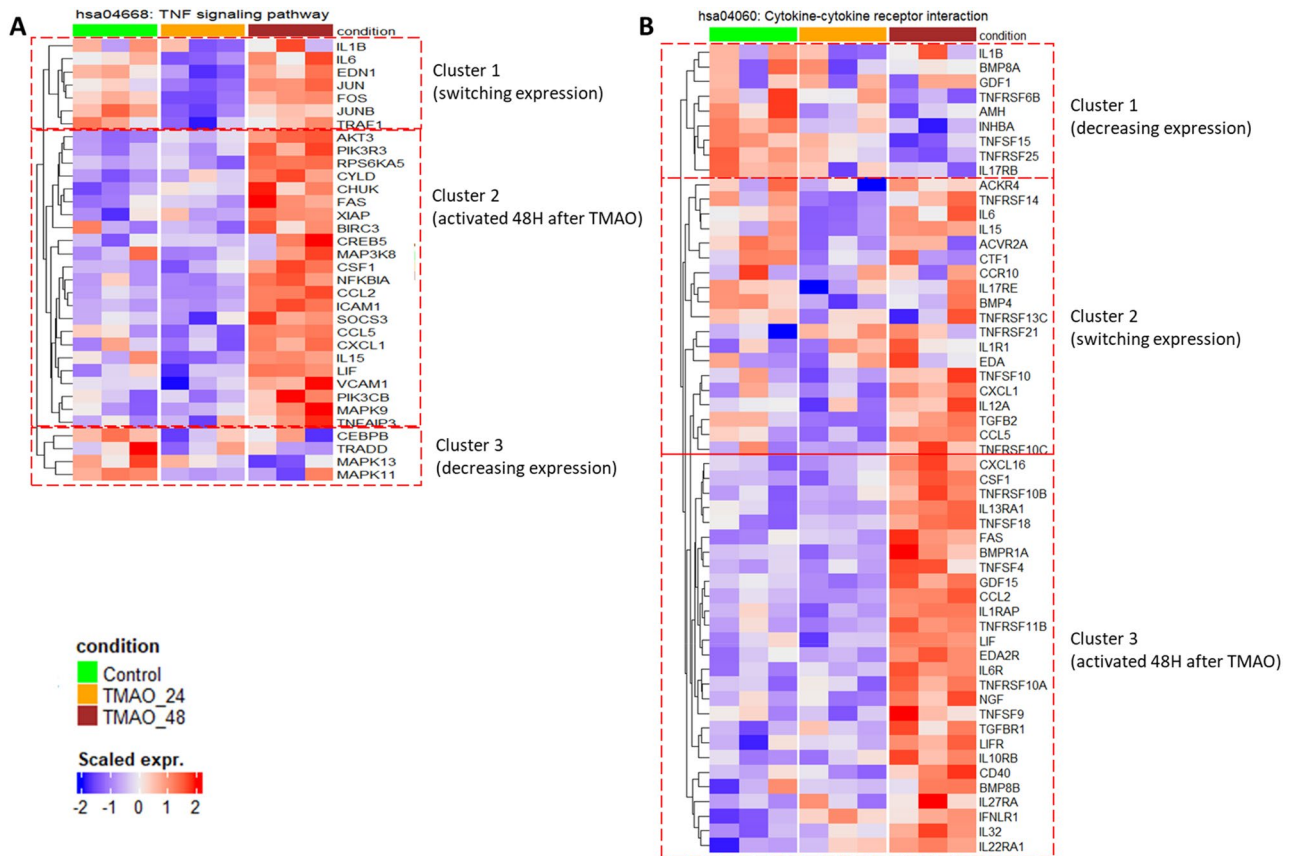 A
hsa04668: TNF signaling pathway
condition
IL1B
IL6
EDN1
JUN
FOS
JUNB
TRAF1
Cluster 1
(switching expression)
AKT3
PIK3R3
RPS6KA5
CYLD
CHUK
FAS
XIAP
BIRC3
CREB5
MAP3K8
CSF1
NFKBIA
CCL2
ICAM1
SOCS3
CCL5
CXCL1
IL15
LIF
VCAM1
PIK3CB
MAPK9
TNFAIP3
Cluster 2
(activated 48H after TMAO)
CEBPB
TRADD
MAPK13
MAPK11
Cluster 3
(decreasing expression)
condition
Control
TMAO_24
TMAO_48
Scaled expr.
-2 -1 0 1 2
B
hsa04060: Cytokine-cytokine receptor interaction
condition
IL1B
BMP8A
GDF1
TNFRSF6B
AMH
INHBA
TNFSF15
TNFRSF25
IL17RB
Cluster 1
(decreasing expression)
ACKR4
TNFRSF14
IL6
IL15
ACVR2A
CTF1
CCR10
IL17RE
BMP4
TNFRSF13C
TNFRSF21
IL1R1
EDA
TNFSF10
CXCL1
IL12A
TGFB2
CCL5
TNFRSF10C
Cluster 2
(switching expression)
CXCL16
CSF1
TNFRSF10B
IL13RA1
TNFSF18
FAS
BMPR1A
TNFSF4
GDF15
CCL2
IL1RAP
TNFRSF11B
LIF
EDA2R
IL6R
TNFRSF10A
NGF
TNFSF9
TGFBR1
LIFR
IL10RB
CD40
BMP8B
IL27RA
IFNLR1
IL32
IL22RA1
Cluster 3
(activated 48H after TMAO)